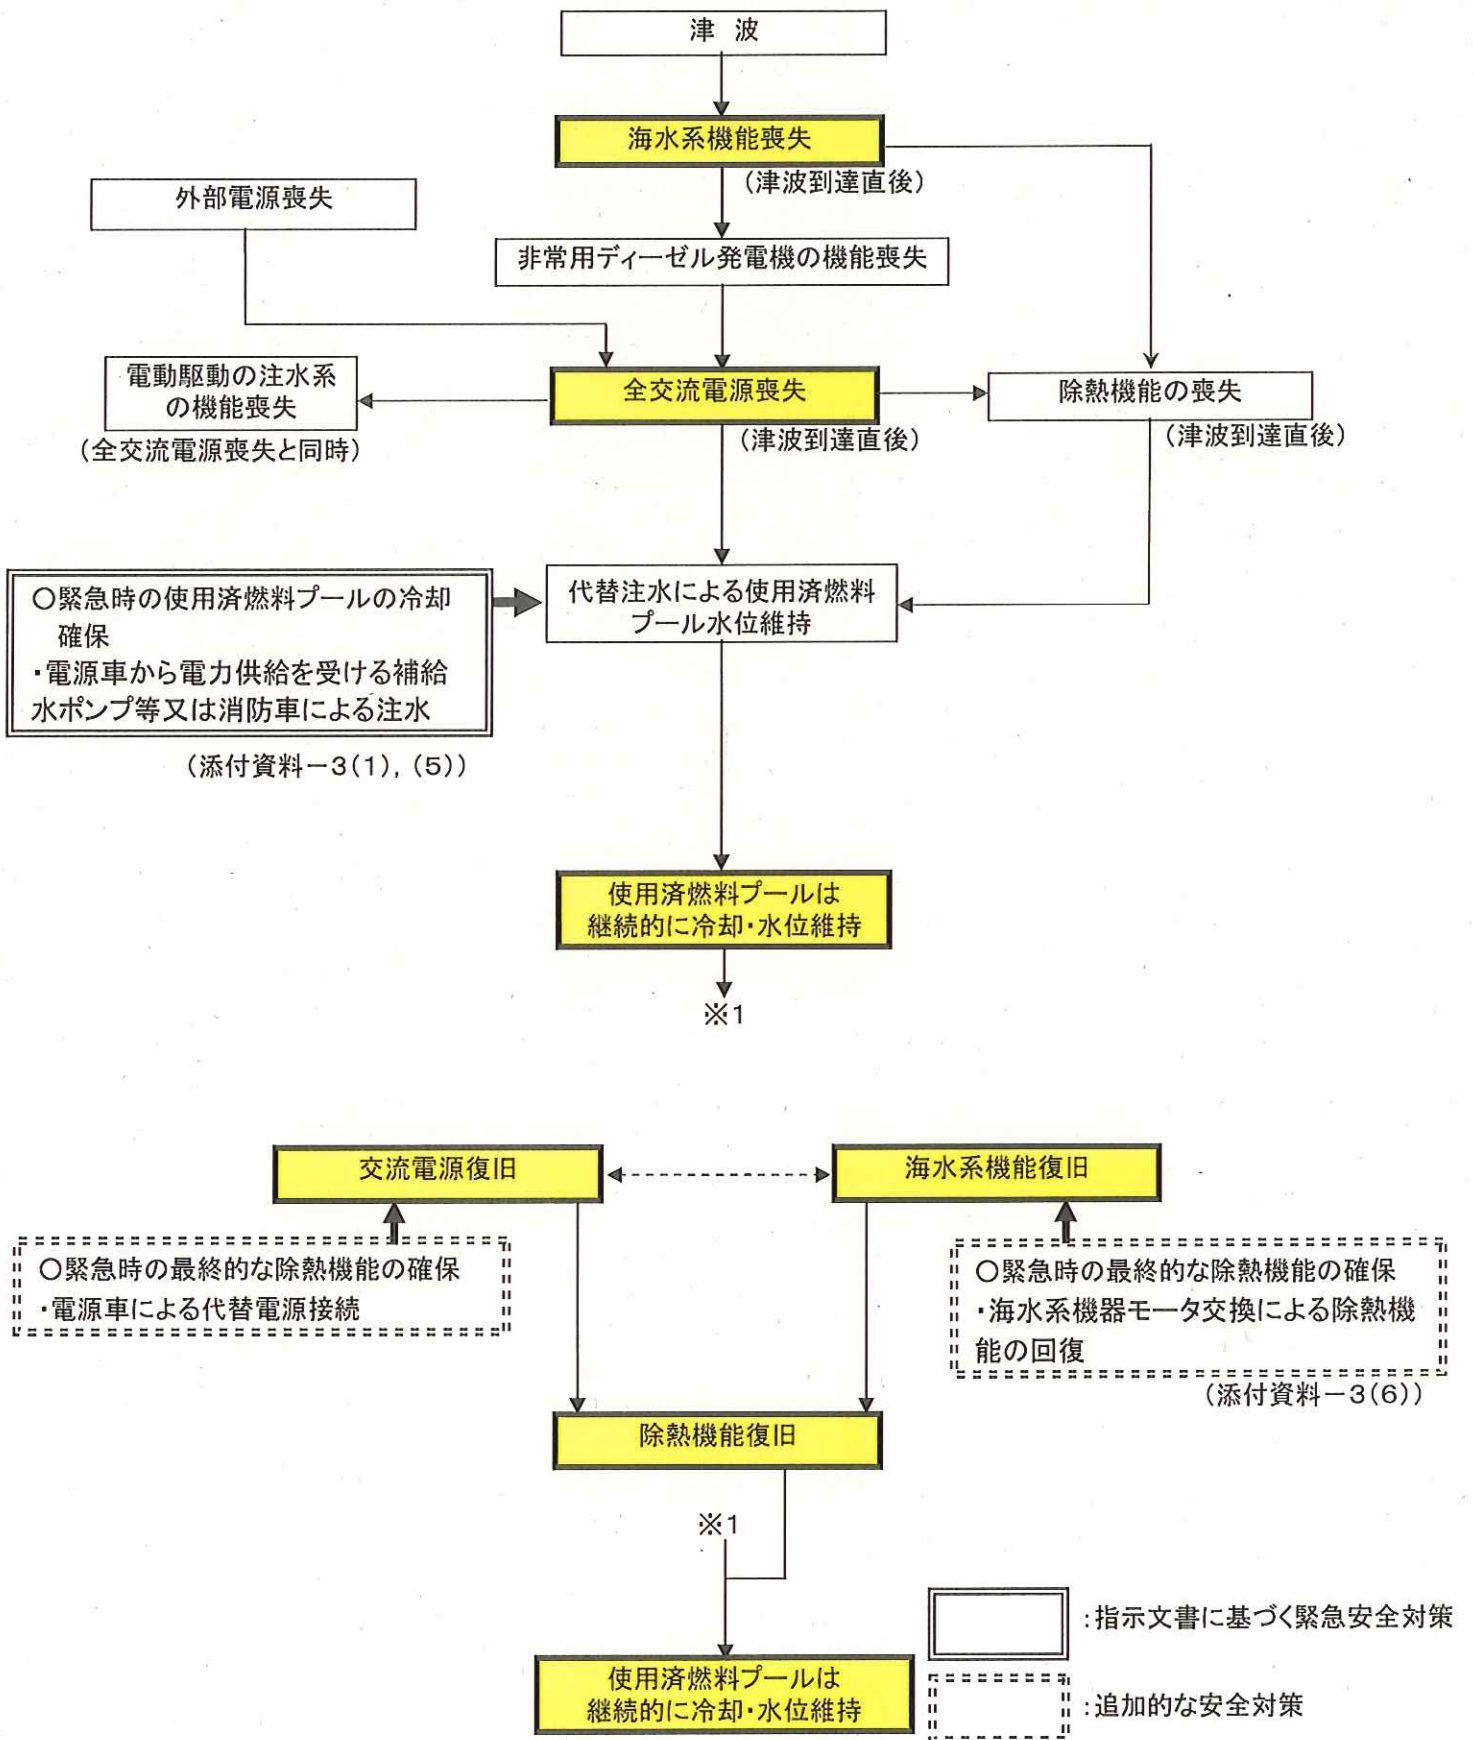 津 波
海水系機能喪失
(津波到達直後)
外部電源喪失
非常用ディーゼル発電機の機能喪失
電動駆動の注水系
の機能喪失
(全交流電源喪失と同時)
全交流電源喪失
(津波到達直後)
除熱機能の喪失
(津波到達直後)
○緊急時の使用済燃料プールの冷却
確保
・電源車から電力供給を受ける補給
水ポンプ等又は消防車による注水
(添付資料-3(1), (5))
代替注水による使用済燃料
プール水位維持
使用済燃料プールは
継続的に冷却・水位維持
※1
交流電源復旧
海水系機能復旧
○緊急時の最終的な除熱機能の確保
・電源車による代替電源接続
○緊急時の最終的な除熱機能の確保
・海水系機器モータ交換による除熱機
能の回復
(添付資料-3(6))
除熱機能復旧
※1
使用済燃料プールは
継続的に冷却・水位維持
:指示文書に基づく緊急安全対策
:追加的な安全対策